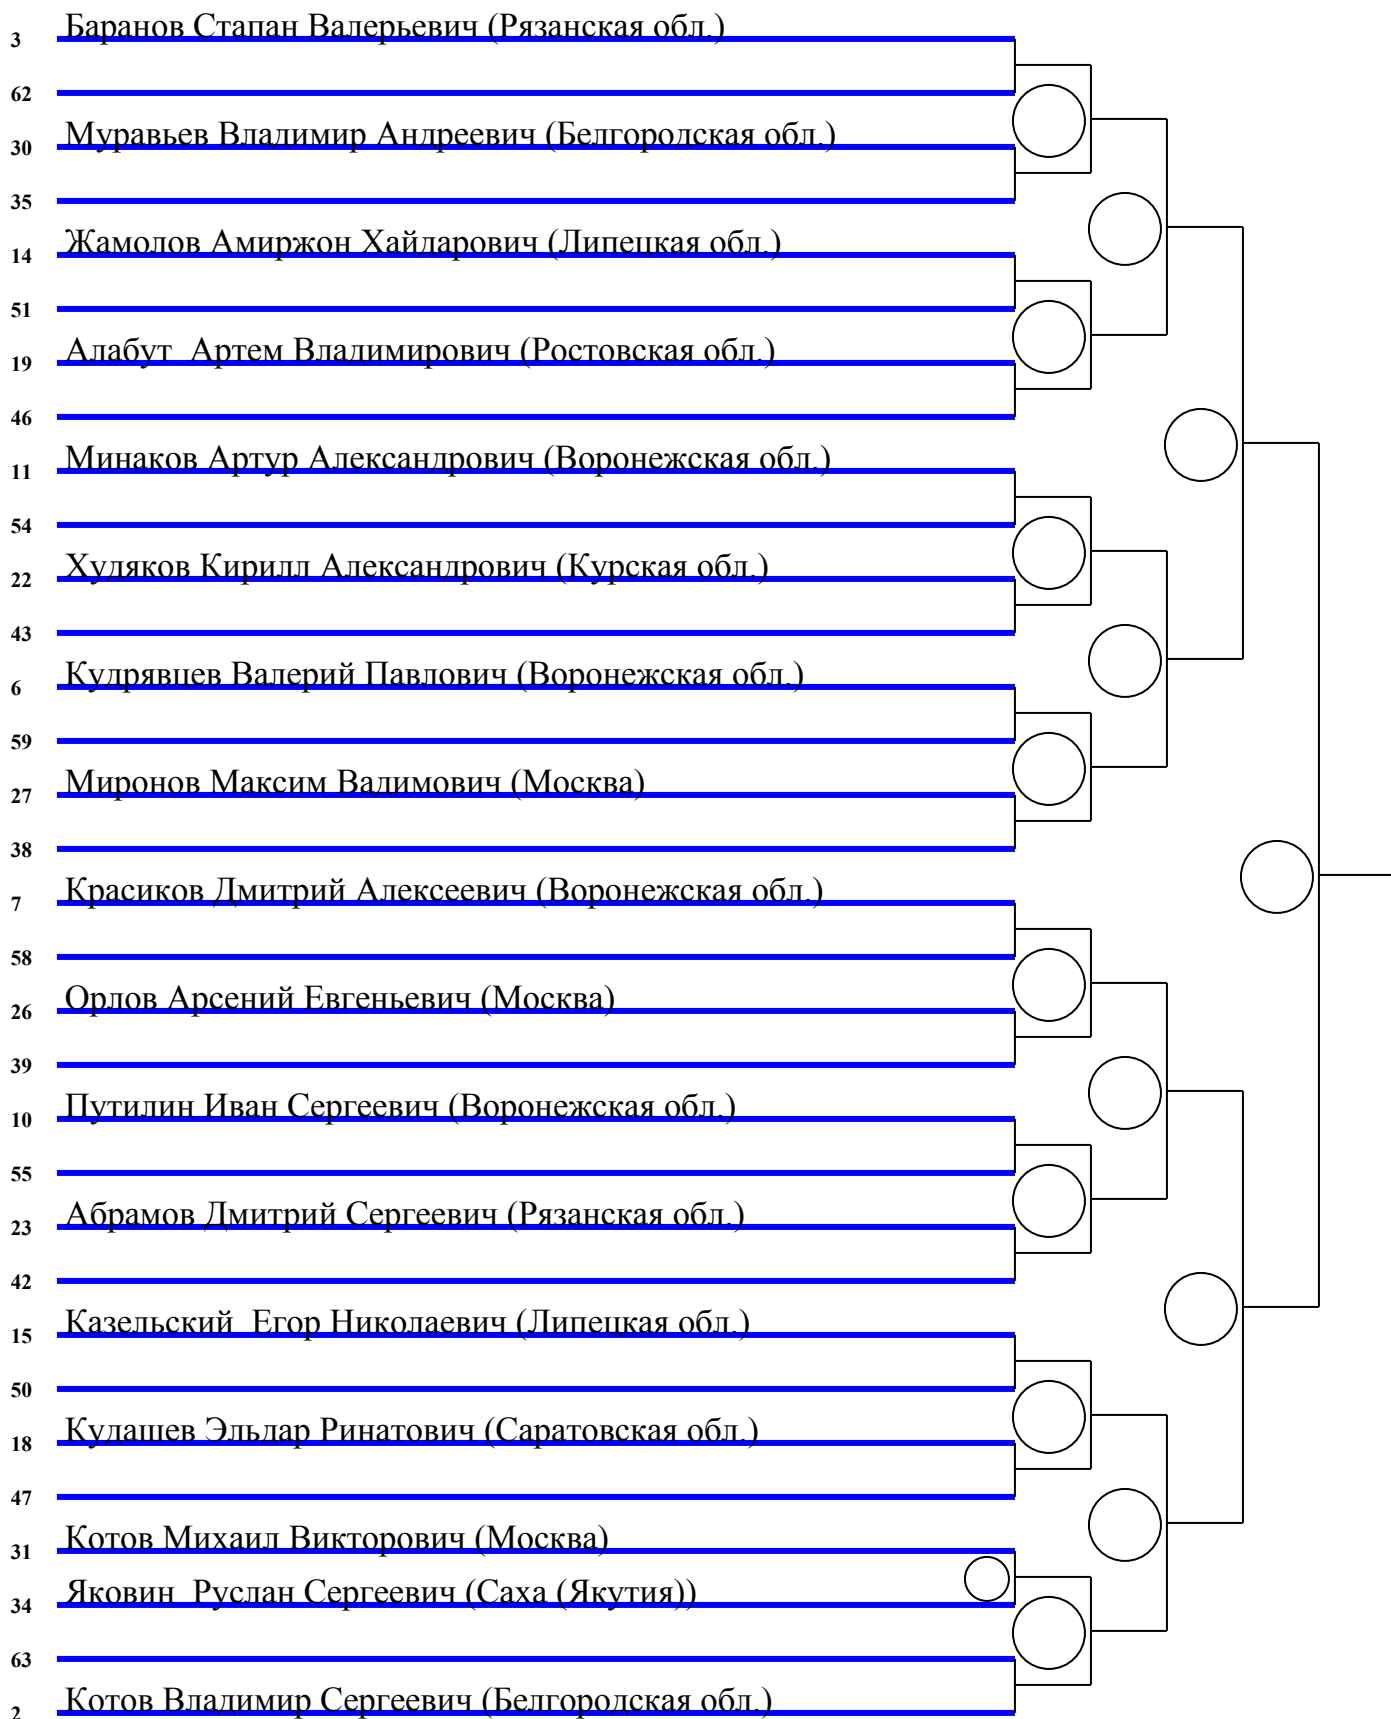 3 Баранов Стапан Валерьевич (Рязанская обл.)
62
30 Муравьев Владимир Андреевич (Белгородская обл.)
35
14 Жамолов Амиржон Хайдарович (Липецкая обл.)
51
19 Алабут  Артем Владимирович (Ростовская обл.)
46
11 Минаков Артур Александрович (Воронежская обл.)
54
22 Худяков Кирилл Александрович (Курская обл.)
43
6 Кудрявцев Валерий Павлович (Воронежская обл.)
59
27 Миронов Максим Вадимович (Москва)
38
7 Красиков Дмитрий Алексеевич (Воронежская обл.)
58
26 Орлов Арсений Евгеньевич (Москва)
39
10 Путилин Иван Сергеевич (Воронежская обл.)
55
23 Абрамов Дмитрий Сергеевич (Рязанская обл.)
42
15 Казельский  Егор Николаевич (Липецкая обл.)
50
18 Кудашев Эльдар Ринатович (Саратовская обл.)
47
31 Котов Михаил Викторович (Москва)
34 Яковин  Руслан Сергеевич (Саха (Якутия))
63
2 Котов Владимир Сергеевич (Белгородская обл.)